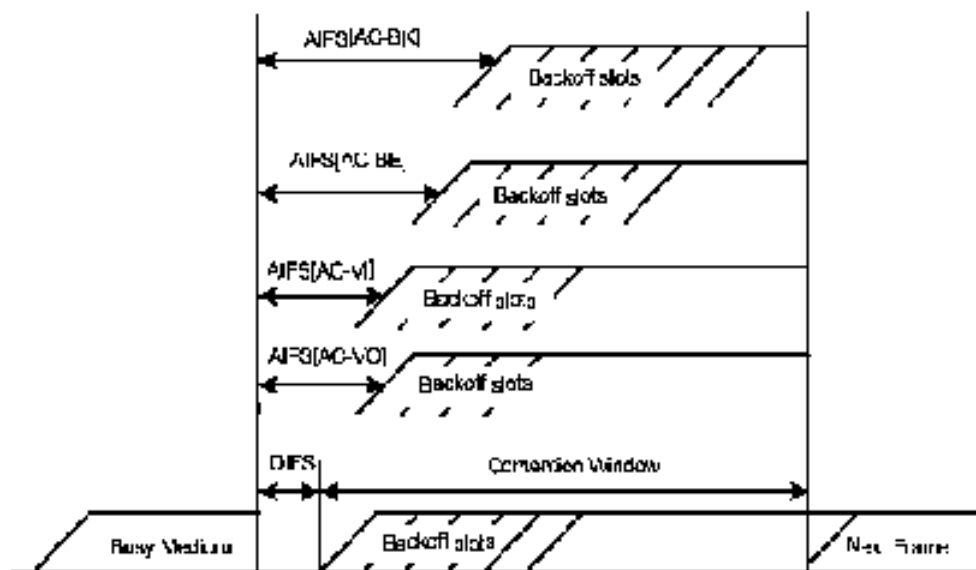 AIFS[AC-BK]
Backoff slots
AIFS[AC-BE]
Backoff slots
AIFS[AC-VI]
Backoff slots
AIFS[AC-VO]
Backoff slots
DIFS
Contention Window
Busy Medium
Backoff slots
Next Frame